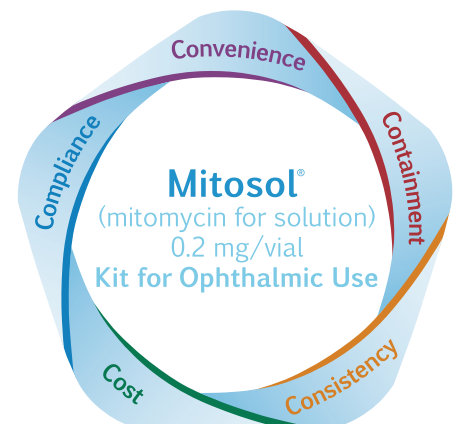 Convenience
Compliance
Containment
Mitosol®
(mitomycin for solution)
0.2 mg/vial
Kit for Ophthalmic Use
Cost
Consistency